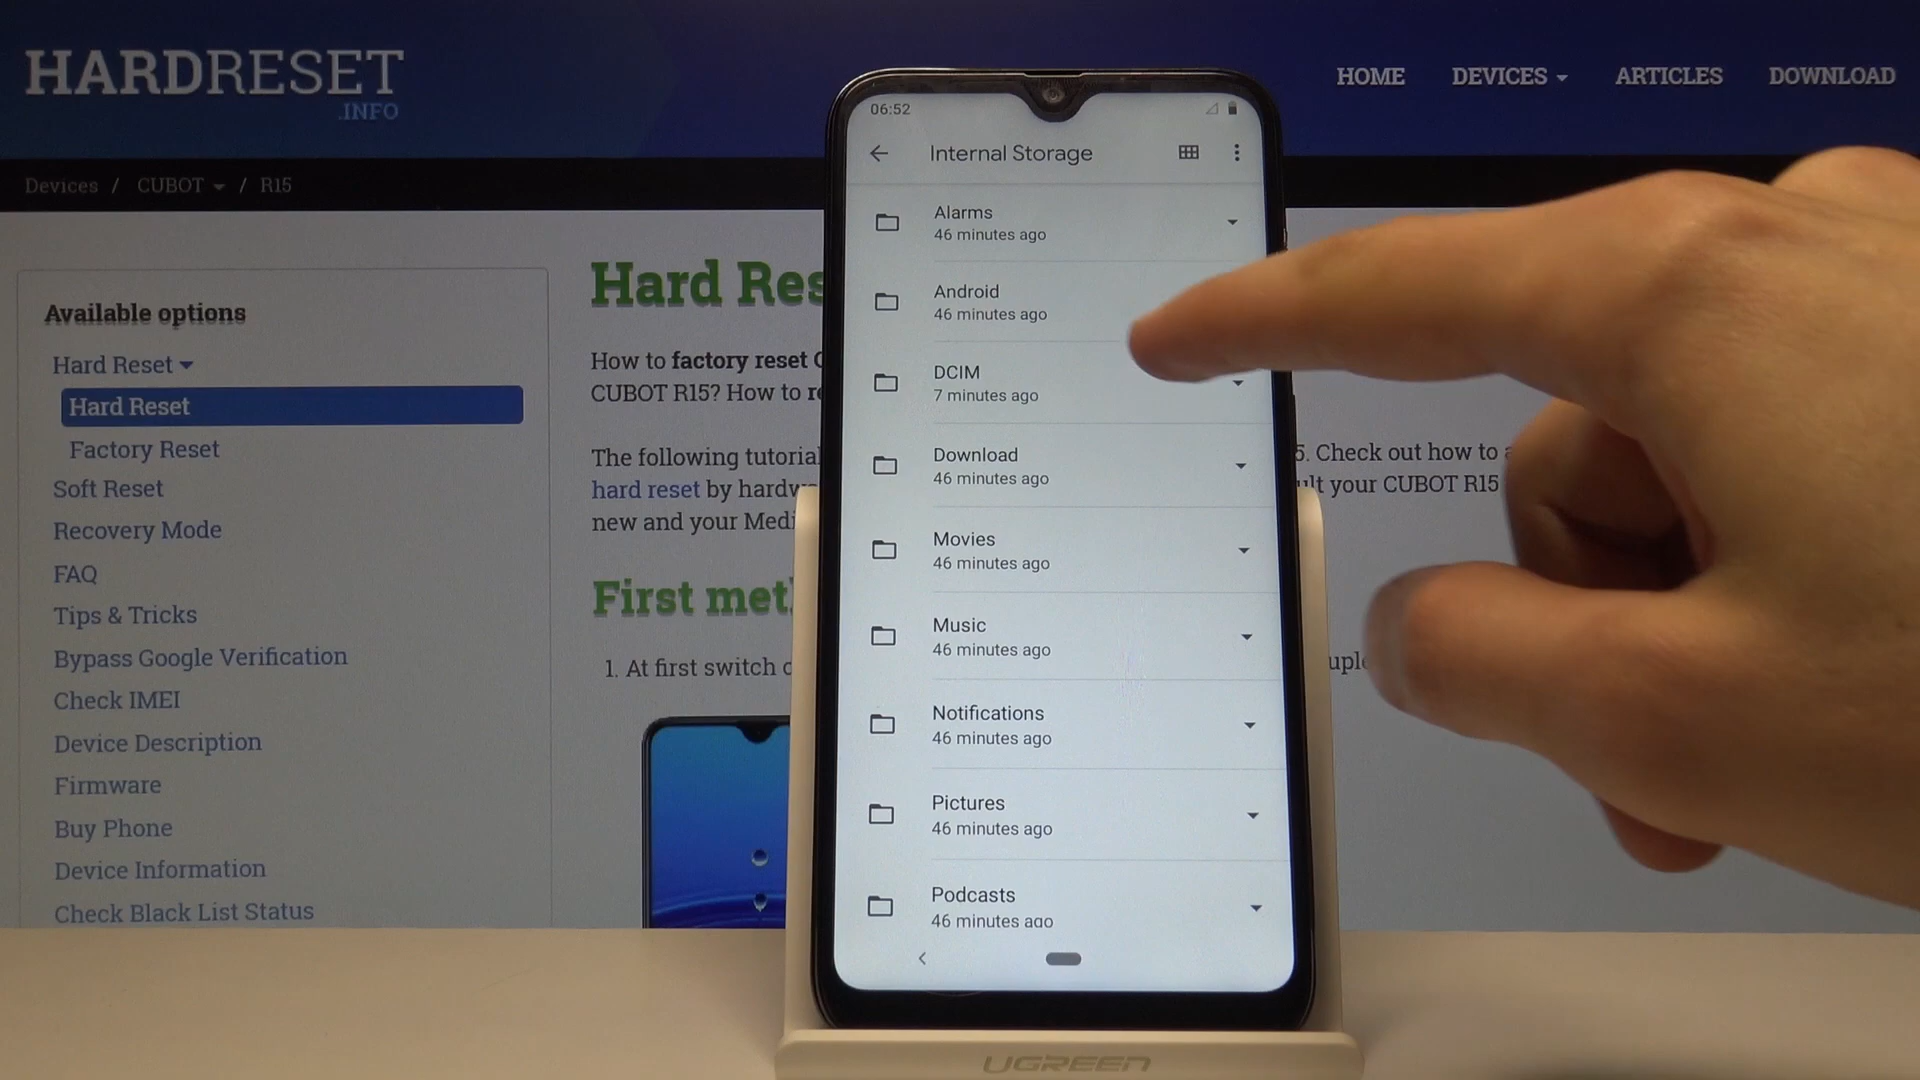 HARDRESET
.INFO
HOME DEVICES ARTICLES DOWNLOAD
Devices / CUBOT / R15
Available options
Hard Reset
Hard Reset
Factory Reset
Soft Reset
Recovery Mode
FAQ
Tips & Tricks
Bypass Google Verification
Check IMEI
Device Description
Firmware
Buy Phone
Device Information
Check Black List Status
Hard Res
How to factory reset
CUBOT R15? How to
The following tutorial
5. Check out how to
hard reset by hardw
ult your CUBOT R15
new and your Medi
First met
1. At first switch
06:52
Internal Storage
Alarms
46 minutes ago
Android
46 minutes ago
DCIM
7 minutes ago
Download
46 minutes ago
Movies
46 minutes ago
Music
46 minutes ago
Notifications
46 minutes ago
Pictures
46 minutes ago
Podcasts
46 minutes ago
UGREEN